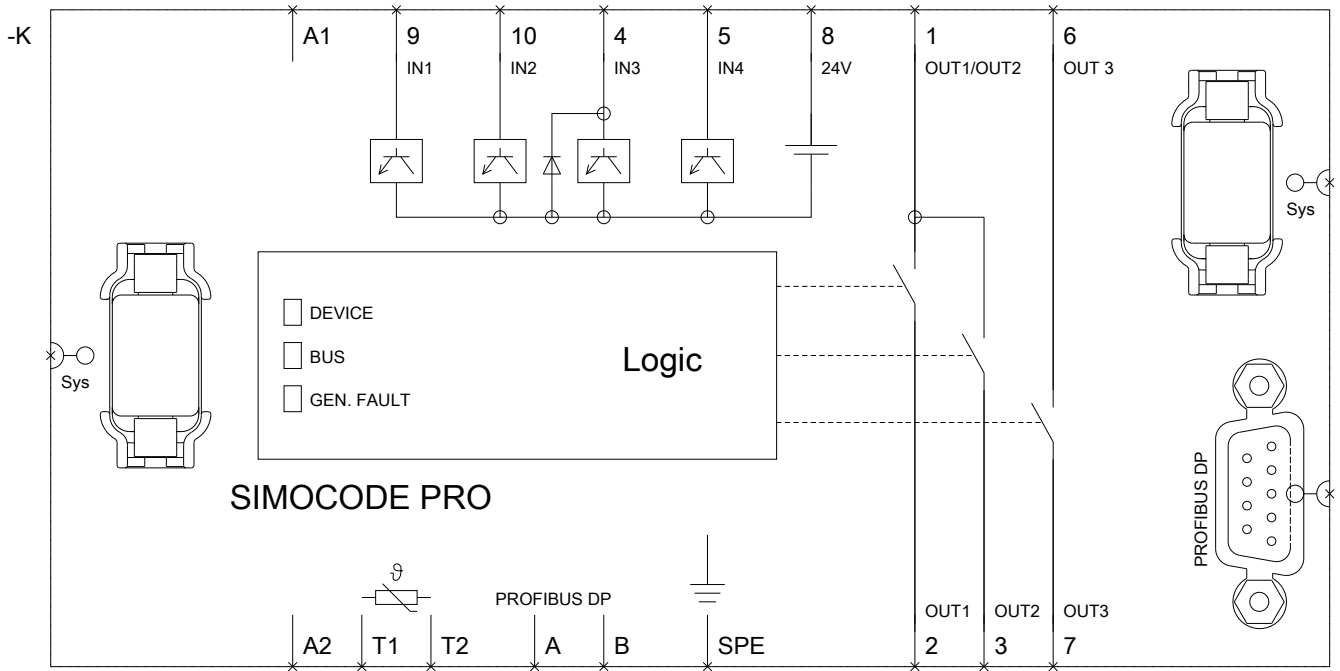 -K
A1 9 10 4 5 8 1 6
IN1 IN2 IN3 IN4 24V OUT1/OUT2 OUT 3
Sys
DEVICE
BUS
GEN. FAULT
Logic
Sys
SIMOCODE PRO
PROFIBUS DP
ϑ
PROFIBUS DP
OUT1 OUT2 OUT3
A2 T1 T2 A B SPE 2 3 7